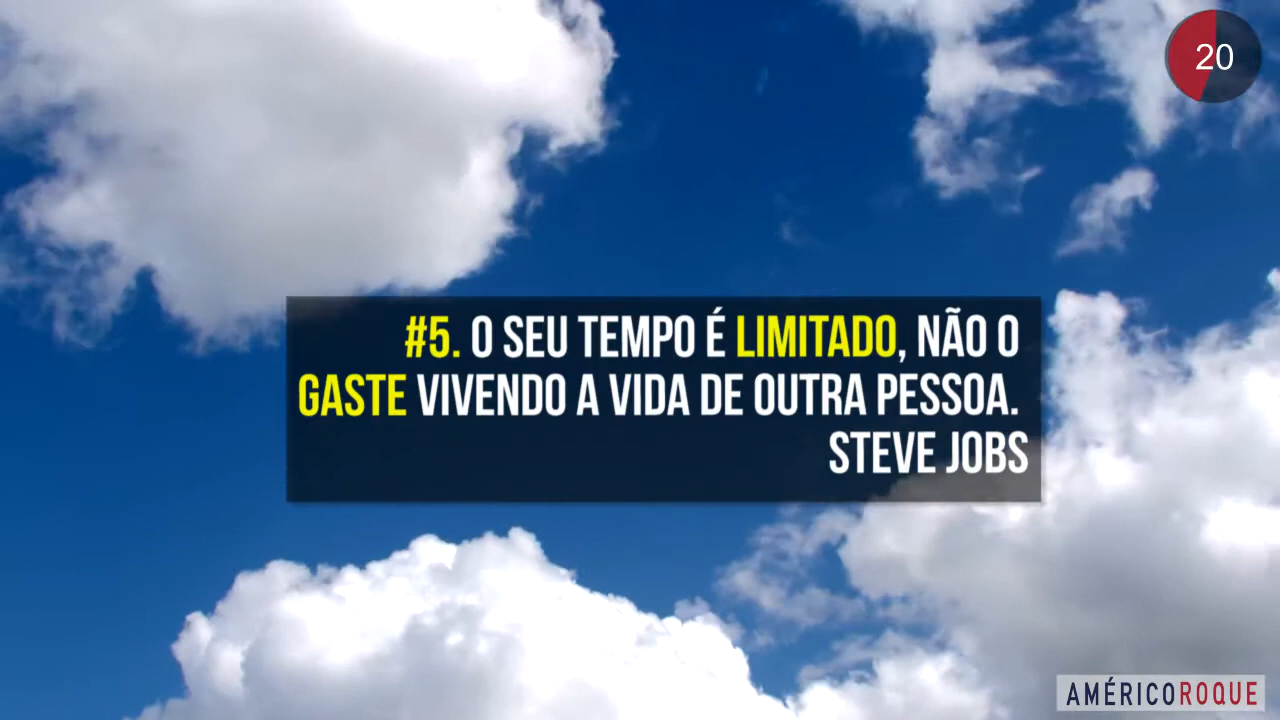 20
#5. O SEU TEMPO É LIMITADO, NÃO O
GASTE VIVENDO A VIDA DE OUTRA PESSOA.
STEVE JOBS
AMÉRICOROQUE